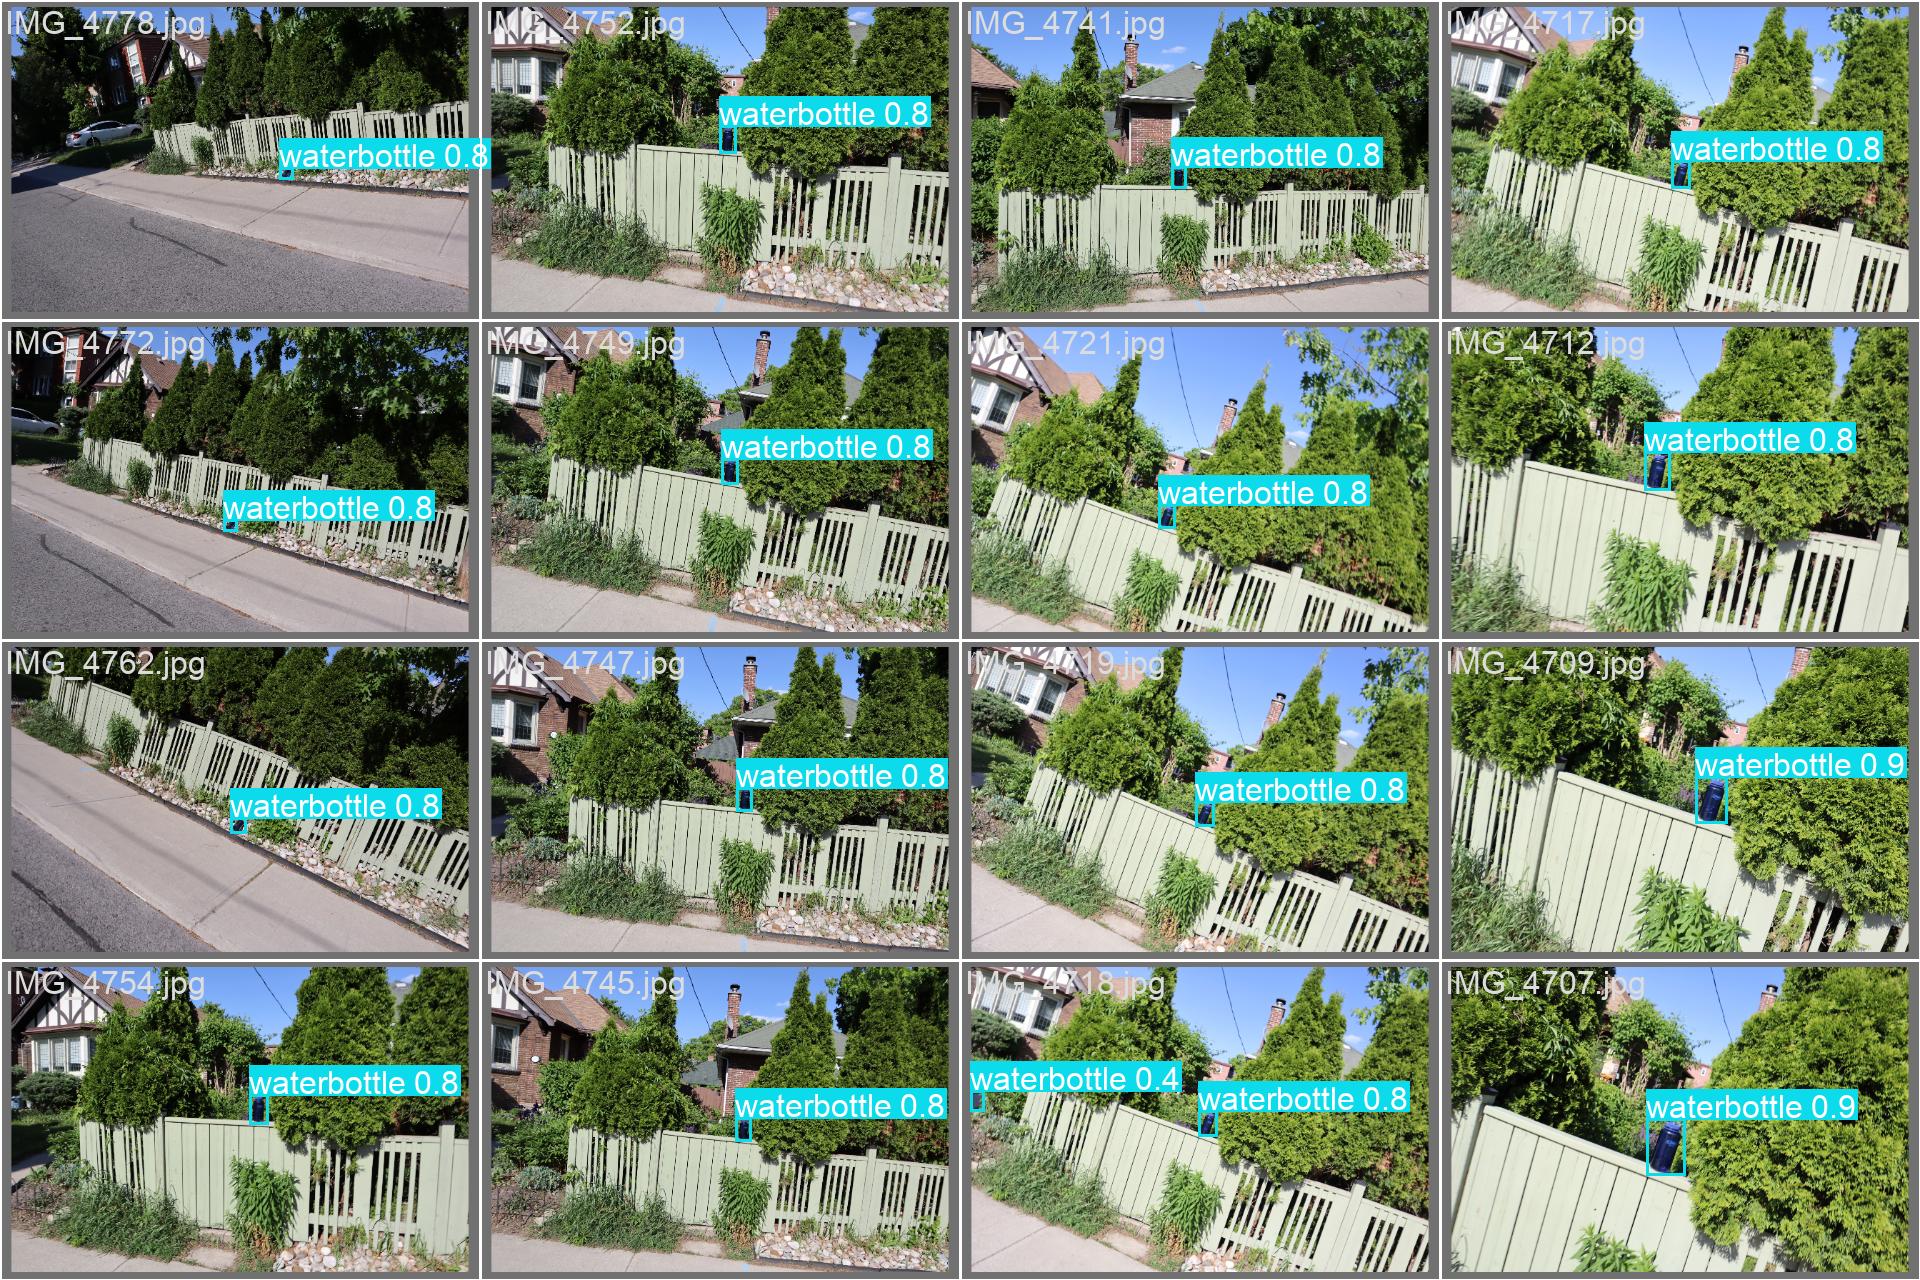 IMG_4778.jpg
waterbottle 0.8
IMG_4752.jpg
waterbottle 0.8
IMG_4741.jpg
waterbottle 0.8
IMG_4717.jpg
waterbottle 0.8
IMG_4772.jpg
waterbottle 0.8
IMG_4749.jpg
waterbottle 0.8
IMG_4721.jpg
waterbottle 0.8
IMG_4712.jpg
waterbottle 0.8
IMG_4762.jpg
waterbottle 0.8
IMG_4747.jpg
waterbottle 0.8
IMG_4719.jpg
waterbottle 0.8
IMG_4709.jpg
waterbottle 0.9
IMG_4754.jpg
waterbottle 0.8
IMG_4745.jpg
waterbottle 0.8
IMG_4718.jpg
waterbottle 0.4
waterbottle 0.8
IMG_4707.jpg
waterbottle 0.9